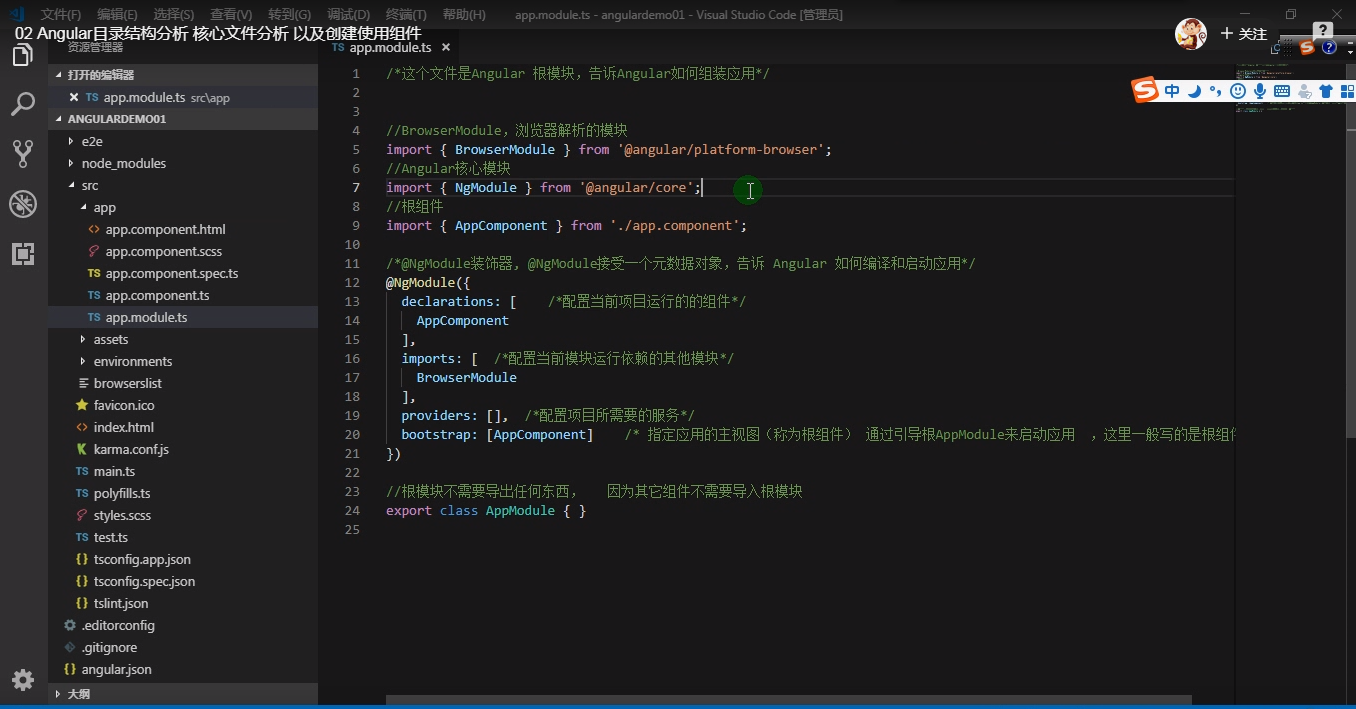 文件(F) 编辑(E) 选择(S) 查看(V) 转到(G) 调试(D) 终端(T) 帮助(H) app.module.ts - angulardemo01 - Visual Studio Code [管理员]
02 Angular目录结构分析 核心文件分析 以及创建使用组件
+ 关注
?
资源管理器
TS app.module.ts ×
打开的编辑器
× TS app.module.ts src\app
ANGULARDEMO01
e2e
node_modules
src
app
app.component.html
app.component.scss
TS app.component.spec.ts
TS app.component.ts
TS app.module.ts
assets
environments
browserslist
favicon.ico
index.html
karma.conf.js
TS main.ts
TS polyfills.ts
styles.scss
TS test.ts
{} tsconfig.app.json
{} tsconfig.spec.json
{} tslint.json
.editorconfig
.gitignore
{} angular.json
大纲
S 中
1 /*这个文件是Angular 根模块，告诉Angular如何组装应用*/
2
3
4 //BrowserModule，浏览器解析的模块
5 import { BrowserModule } from '@angular/platform-browser';
6 //Angular核心模块
7 import { NgModule } from '@angular/core';
8 //根组件
9 import { AppComponent } from './app.component';
10
11 /*@NgModule装饰器, @NgModule接受一个元数据对象，告诉 Angular 如何编译和启动应用*/
12 @NgModule({
13 declarations: [ /*配置当前项目运行的的组件*/
14 AppComponent
15 ],
16 imports: [ /*配置当前模块运行依赖的其他模块*/
17 BrowserModule
18 ],
19 providers: [], /*配置项目所需要的服务*/
20 bootstrap: [AppComponent] /* 指定应用的主视图（称为根组件） 通过引导根AppModule来启动应用 ，这里一般写的是根组件
21 })
22
23 //根模块不需要导出任何东西， 因为其它组件不需要导入根模块
24 export class AppModule { }
25